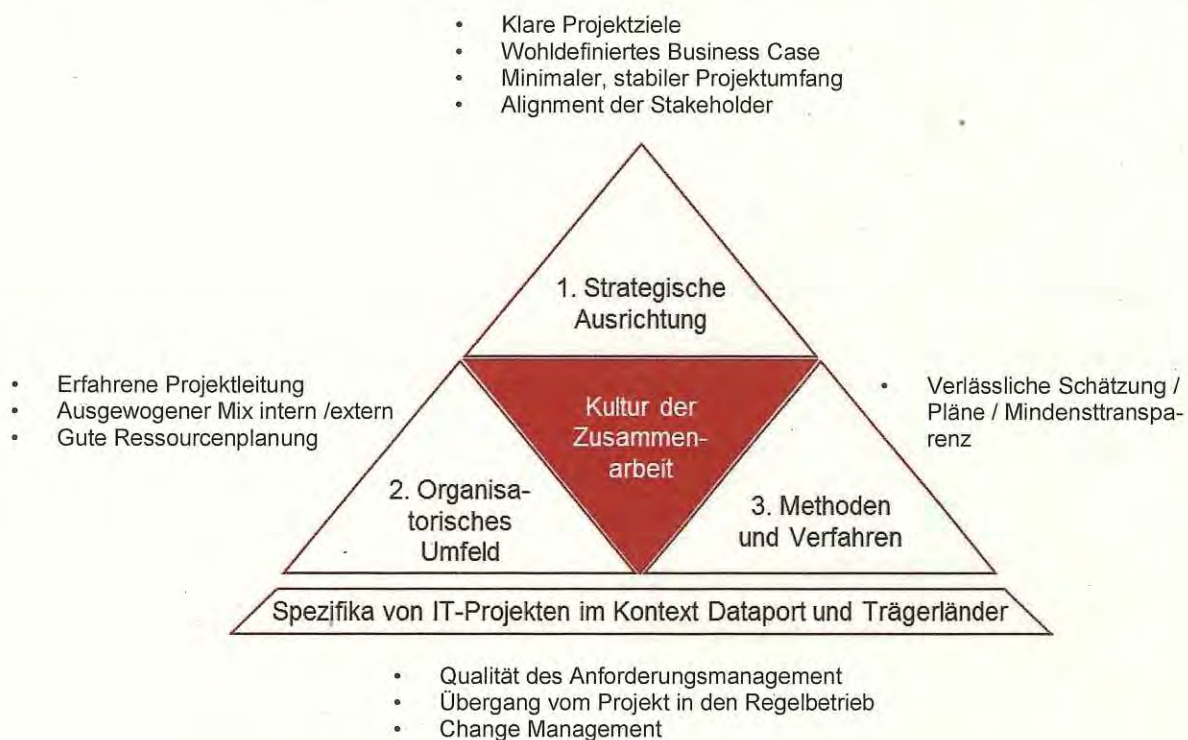 • Klare Projektziele
• Wohldefiniertes Business Case
• Minimaler, stabiler Projektumfang
• Alignment der Stakeholder
1. Strategische
Ausrichtung
• Erfahrene Projektleitung
• Ausgewogener Mix intern /extern
• Gute Ressourcenplanung
Kultur der
Zusammen-
arbeit
• Verlässliche Schätzung /
Pläne / Mindensttranspa-
renz
2. Organisa-
torisches
Umfeld
3. Methoden
und Verfahren
Spezifika von IT-Projekten im Kontext Dataport und Trägerländer
• Qualität des Anforderungsmanagement
• Übergang vom Projekt in den Regelbetrieb
• Change Management